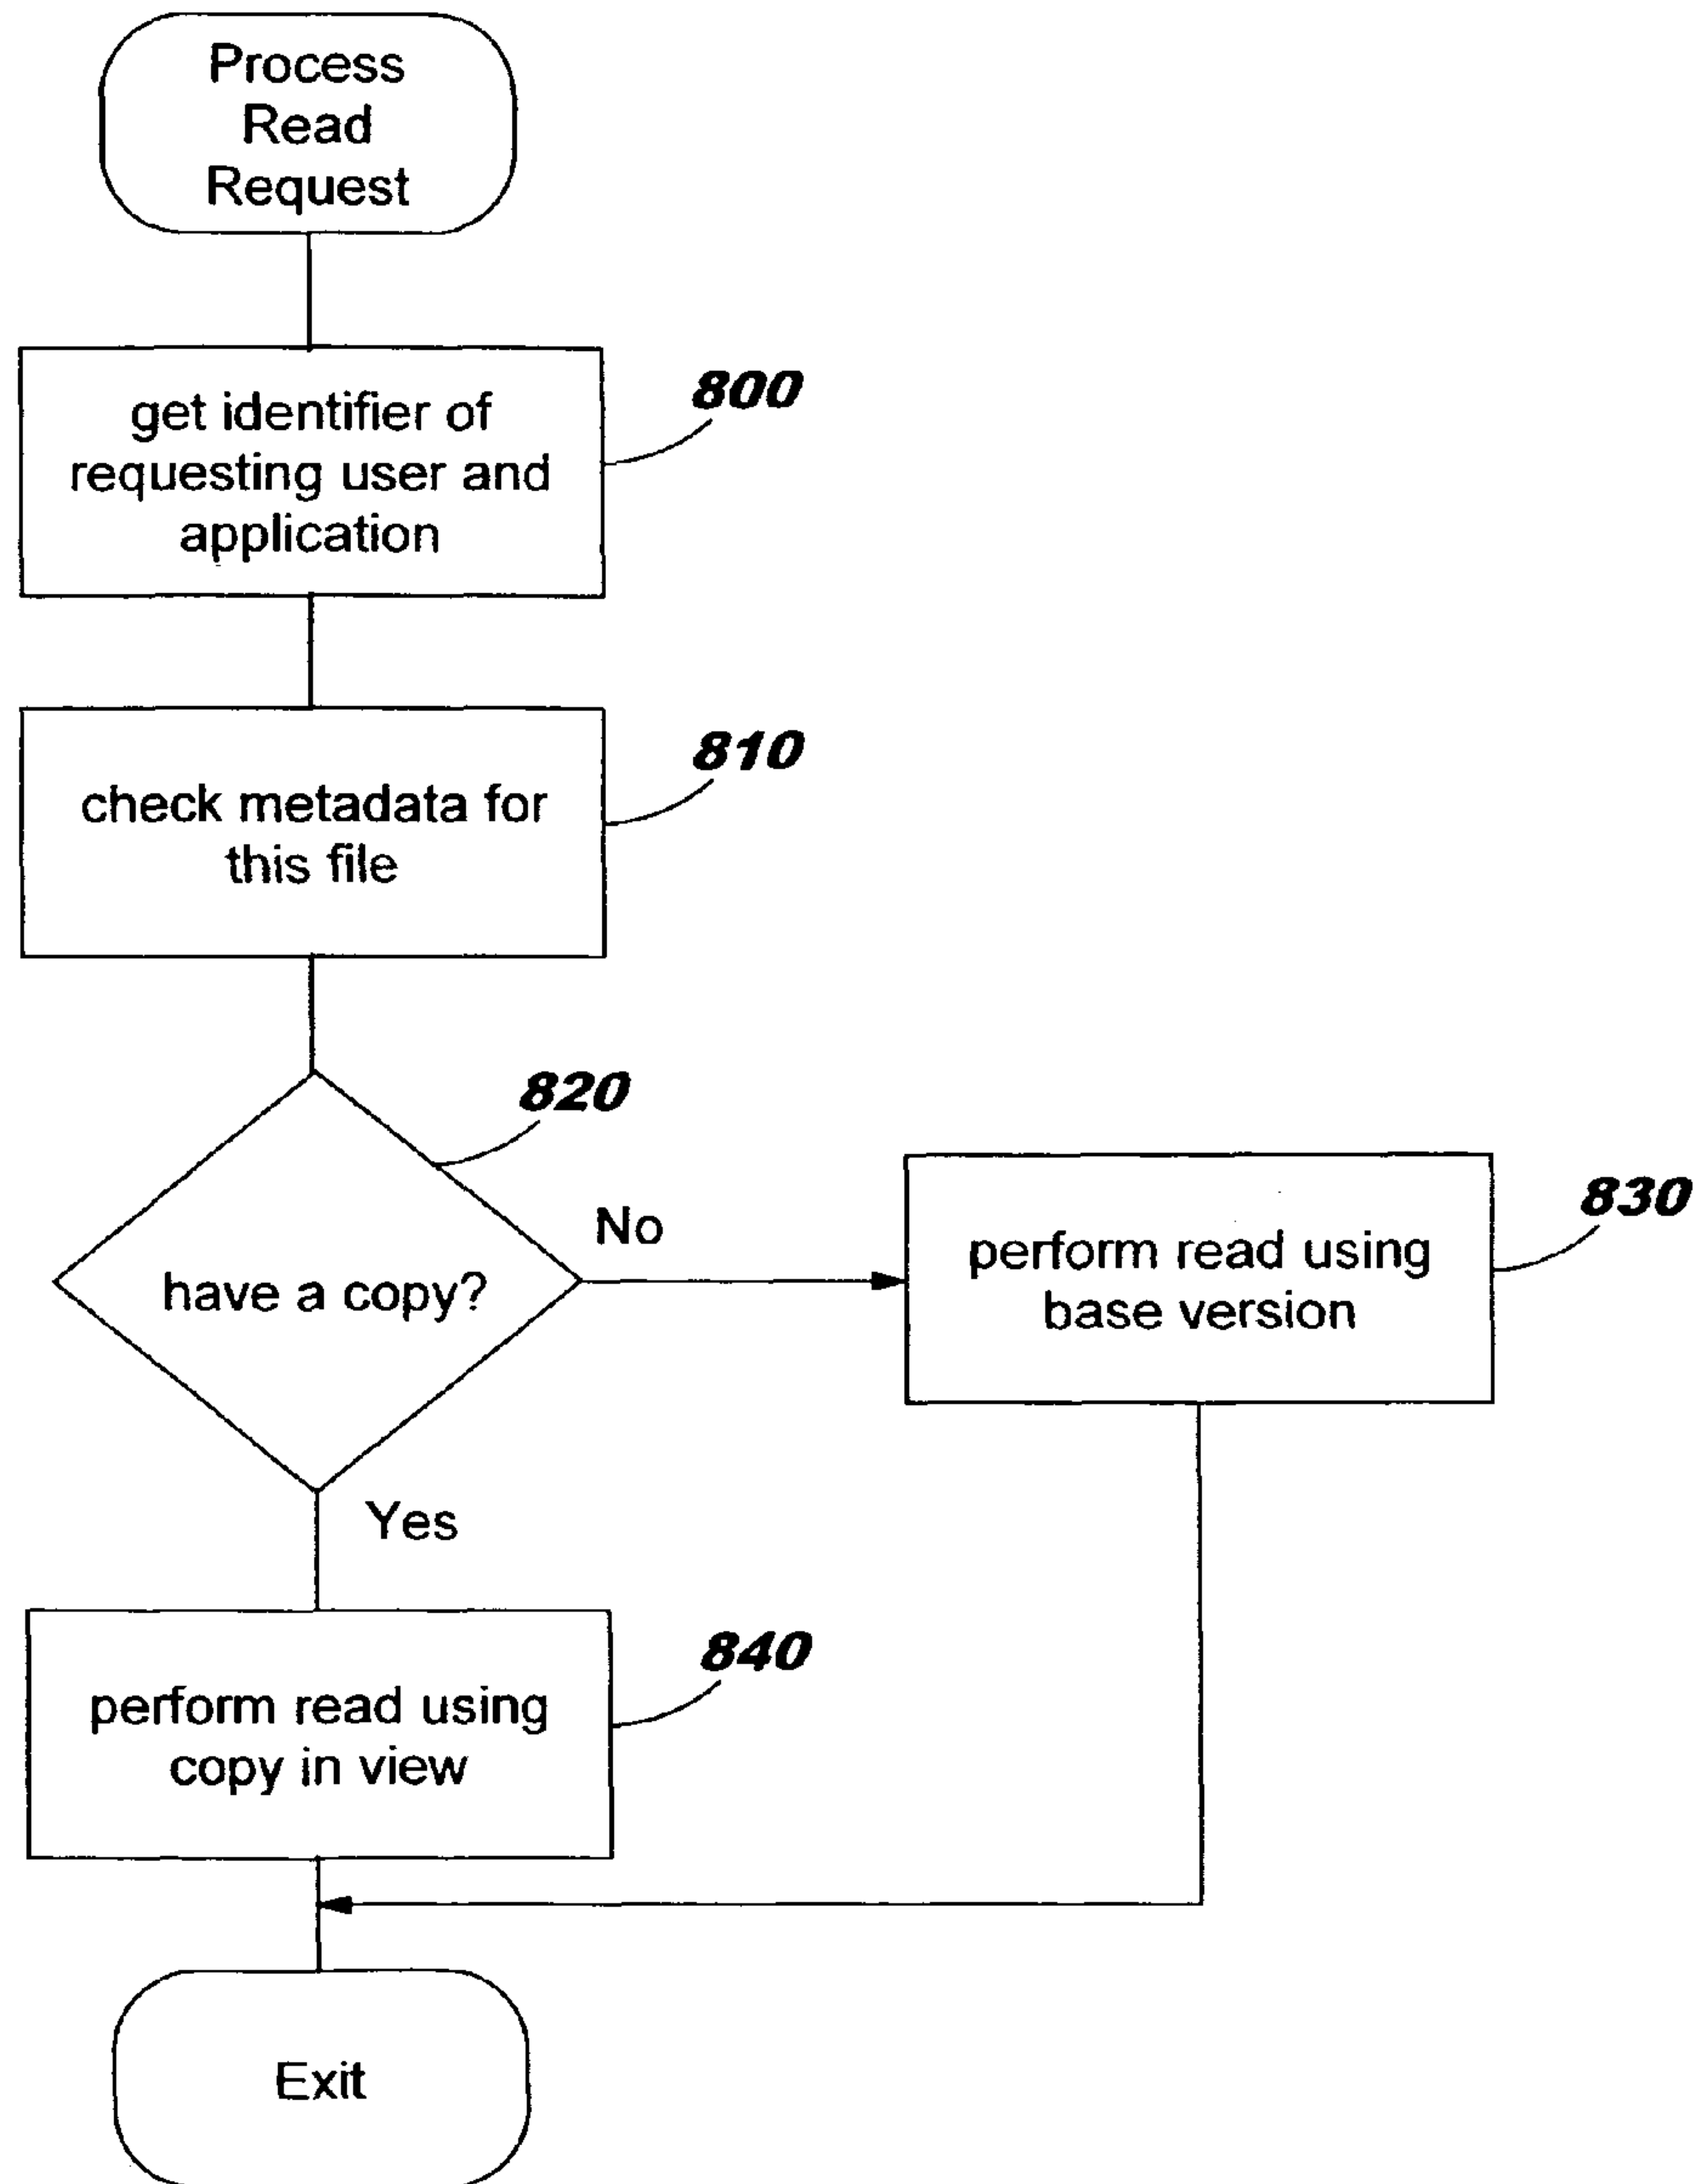 Process
Read
Request
get identifier of
requesting user and
application
800
check metadata for
this file
810
820
have a copy?
No
perform read using
base version
830
Yes
perform read using
copy in view
840
Exit